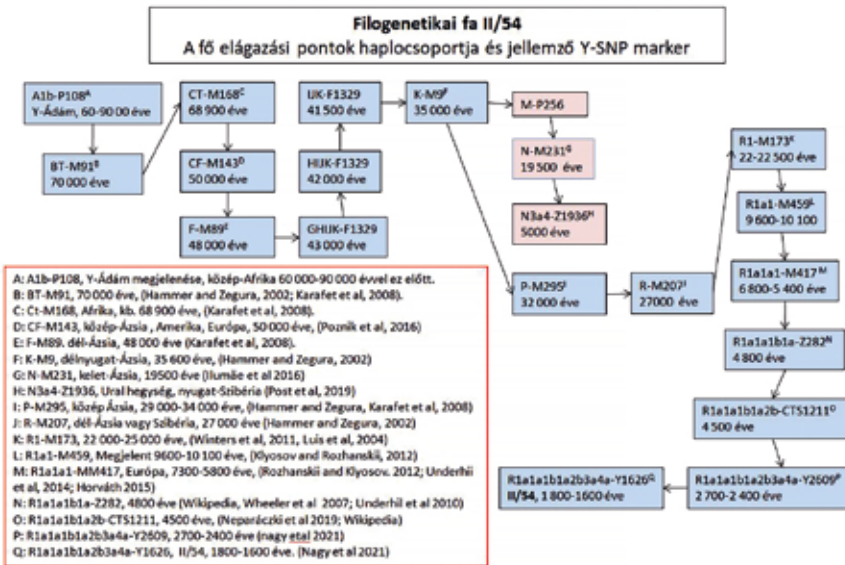 Filogenetikai fa II/54
A fő elágazási pontok haplocsoportja és jellemző Y-SNP marker
A1b-P108A
Y-Ádám, 60-90 00 éve
BT-M91B
70 000 éve
CT-M168C
68 900 éve
CF-M143D
50 000 éve
F-M89E
48 000 éve
GHIJK-F1329
43 000 éve
HIJK-F1329
42 000 éve
IJK-F1329
41 500 éve
K-M9F
35 000 éve
M-P256
N-M231G
19 500 éve
N3a4-Z1936H
5000 éve
P-M295I
32 000 éve
R-M207J
27000 éve
R1-M173K
22-22 500 éve
R1a1-M459L
9 600-10 100
R1a1a1-M417 M
6 800-5 400 éve
R1a1a1b1a-Z282N
4 800 éve
R1a1a1b1a2b-CTS1211O
4 500 éve
R1a1a1b1a2b3a4a-Y2609P
2 700-2 400 éve
R1a1a1b1a2b3a4a-Y1626Q
II/54, 1 800-1600 éve
A: A1b-P108, Y-Ádám megjelenése, közép-Afrika 60 000-90 000 évvel ez előtt.
B: BT-M91, 70 000 éve, (Hammer and Zegura, 2002; Karafet et al, 2008).
C: Ct-M168, Afrika, kb. 68 900 éve, (Karafet et al, 2008).
D: CF-M143, közép-Ázsia , Amerika, Európa, 50 000 éve, (Poznik et al, 2016)
E: F-M89. dél-Ázsia, 48 000 éve (Karafet et al, 2008).
F: K-M9, délnyugat-Ázsia, 35 600 éve, (Hammer and Zegura, 2002)
G: N-M231, kelet-Ázsia, 19500 éve (Ilumäe et al 2016)
H: N3a4-Z1936, Ural hegység, nyugat-Szibéria (Post et al, 2019)
I: P-M295, közép Ázsia, 29 000-34 000 éve, (Hammer and Zegura, Karafet et al, 2008)
J: R-M207, dél-Ázsia vagy Szibéria, 27 000 éve (Hammer and Zegura, 2002)
K: R1-M173, 22 000-25 000 éve, (Winters et al, 2011, Luis et al, 2004)
L: R1a1-M459, Megjelent 9600-10 100 éve, (Klyosov and Rozhanskii, 2012)
M: R1a1a1-MM417, Európa, 7300-5800 éve, (Rozhanskii and Klyosov. 2012; Underhil
et al, 2014; Horváth 2015)
N: R1a1a1b1a-Z282, 4800 éve (Wikipedia, Wheeler et al 2007; Underhil et al 2010)
O: R1a1a1b1a2b-CTS1211, 4500 éve, (Neparáczki et al 2019; Wikipedia)
P: R1a1a1b1a2b3a4a-Y2609, 2700-2400 éve (nagy etal 2021)
Q: R1a1a1b1a2b3a4a-Y1626, II/54, 1800-1600 éve. (Nagy et al 2021)